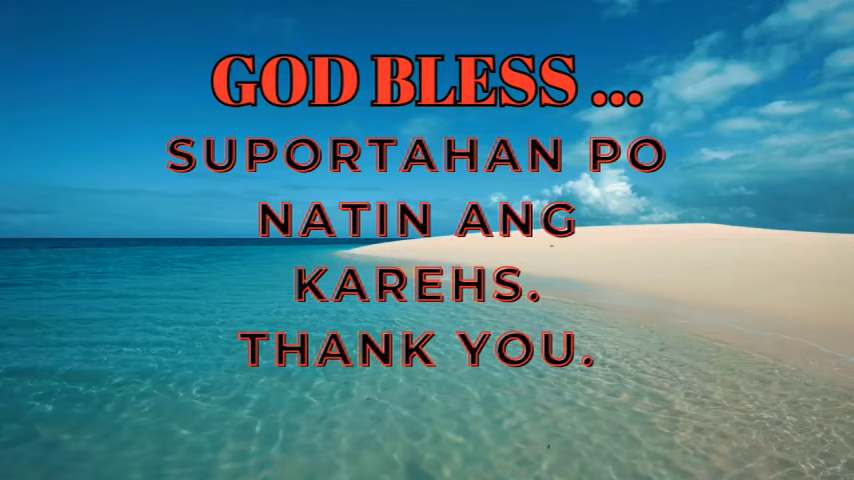 GOD BLESS ...
SUPORTAHAN PO
NATIN ANG
KAREHS.
THANK YOU.